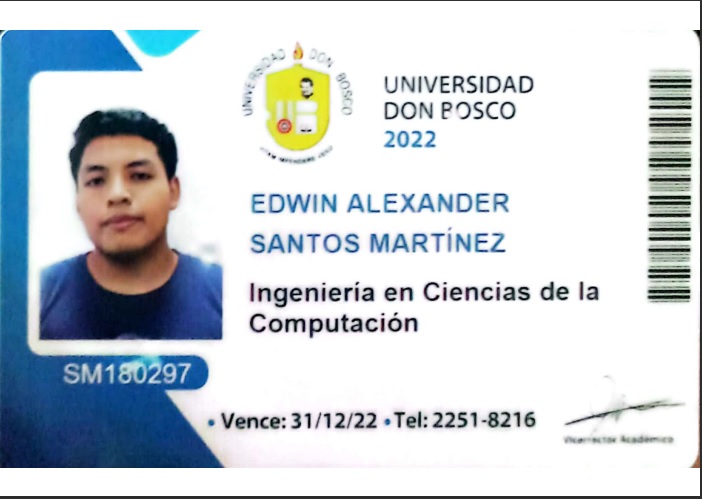 UNIVERSIDAD DON BOSCO
UNIVERSIDAD
DON BOSCO
2022
EDWIN ALEXANDER
SANTOS MARTÍNEZ
Ingeniería en Ciencias de la
Computación
SM180297
• Vence: 31/12/22 • Tel: 2251-8216
Vicerrector Académico